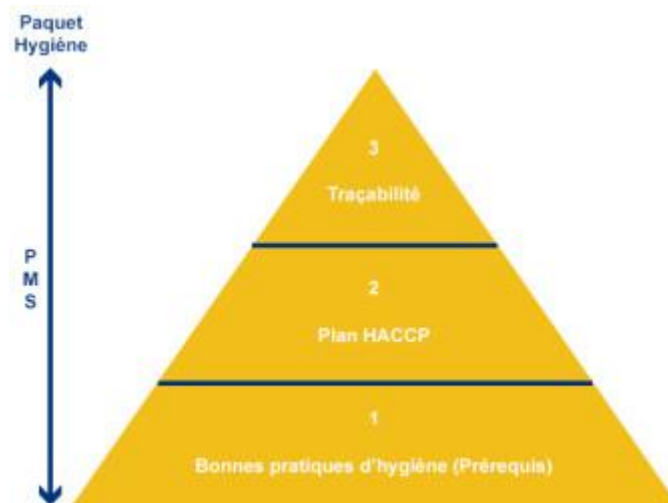 Paquet
Hygiène
P
M
S
3
Traçabilité
2
Plan HACCP
1
Bonnes pratiques d'hygiène (Prérequis)